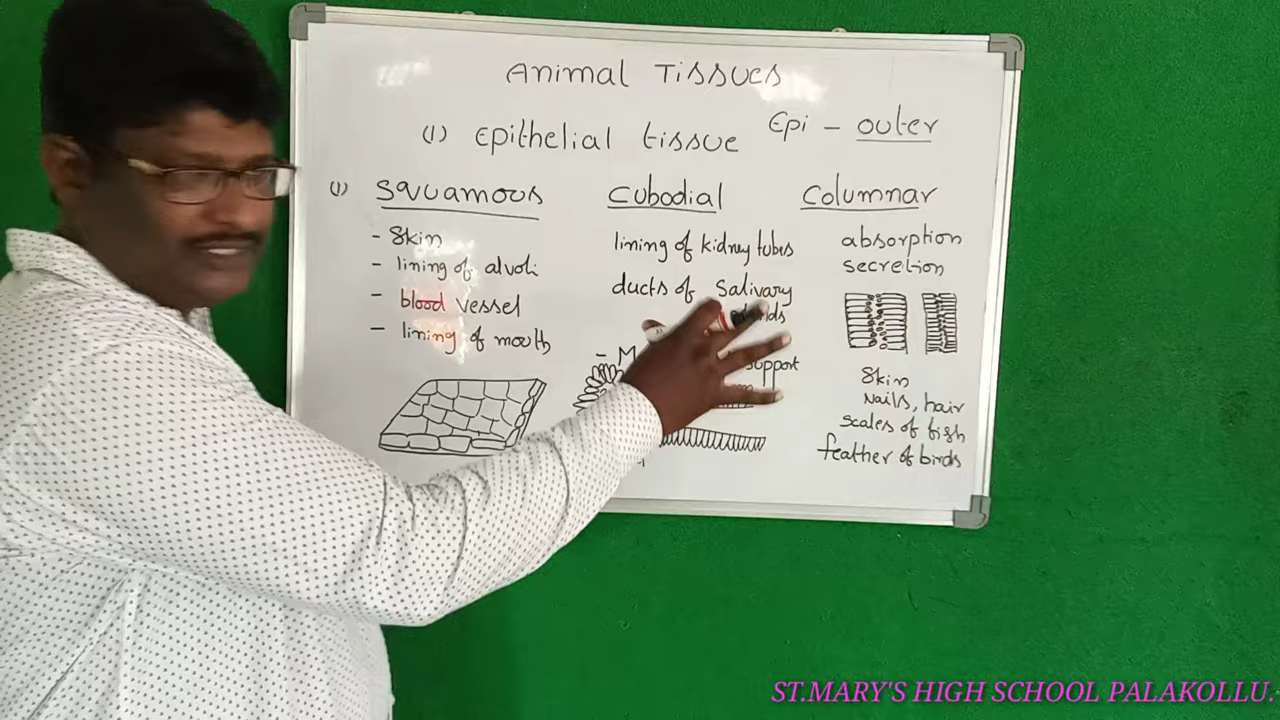 Animal Tissues
(1) Epithelial tissue
Epi - outer
(1) Squamous
- Skin
- lining of alvoli
- blood vessel
- lining of mouth
Cubodial
lining of kidney tubes
ducts of Salivary
- M
support
Columnar
absorption
secretion
Skin
Nails, hair
scales of fish
feather of birds
ST.MARY'S HIGH SCHOOL PALAKOLLU.